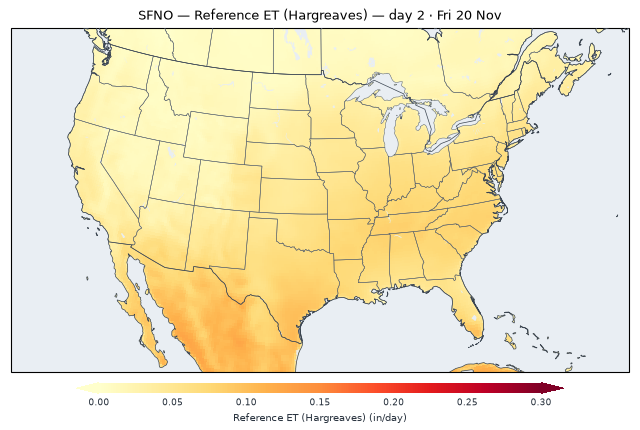 SFNO — Reference ET (Hargreaves) — day 2 · Fri 20 Nov
0.00 0.05 0.10 0.15 0.20 0.25 0.30
Reference ET (Hargreaves) (in/day)